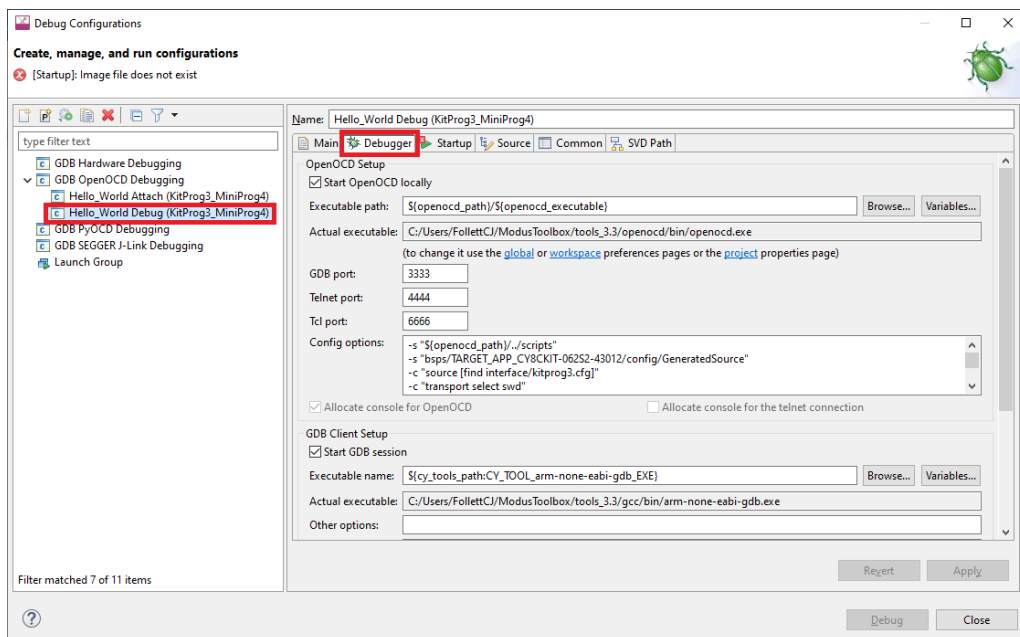 Debug Configurations
Create, manage, and run configurations
[Startup]: Image file does not exist
type filter text
GDB Hardware Debugging
GDB OpenOCD Debugging
Hello_World Attach (KitProg3_MiniProg4)
Hello_World Debug (KitProg3_MiniProg4)
GDB PyOCD Debugging
GDB SEGGER J-Link Debugging
Launch Group
Filter matched 7 of 11 items
Name: Hello_World Debug (KitProg3_MiniProg4)
Main Debugger Startup Source Common SVD Path
OpenOCD Setup
Start OpenOCD locally
Executable path: ${openocd_path}/${openocd_executable} Browse... Variables...
Actual executable: C:/Users/FollettCJ/ModusToolbox/tools_3.3/openocd/bin/openocd.exe
(to change it use the global or workspace preferences pages or the project properties page)
GDB port: 3333
Telnet port: 4444
Tcl port: 6666
Config options: -s "${openocd_path}/../scripts"
-s "bsps/TARGET_APP_CY8CKIT-062S2-43012/config/GeneratedSource"
-c "source [find interface/kitprog3.cfg]"
-c "transport select swd"
Allocate console for OpenOCD Allocate console for the telnet connection
GDB Client Setup
Start GDB session
Executable name: ${cy_tools_path:CY_TOOL_arm-none-eabi-gdb_EXE} Browse... Variables...
Actual executable: C:/Users/FollettCJ/ModusToolbox/tools_3.3/gcc/bin/arm-none-eabi-gdb.exe
Other options:
Revert Apply
Debug Close